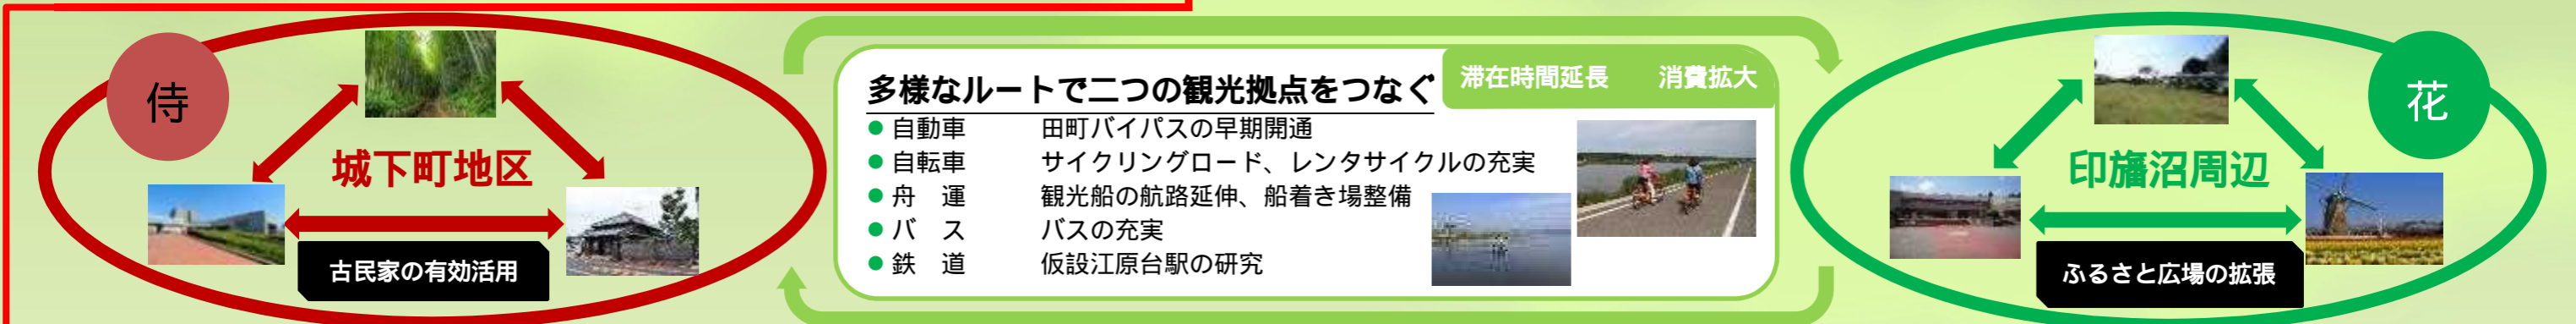 侍
城下町地区
古民家の有効活用
多様なルートで二つの観光拠点をつなぐ
滞在時間延長　消費拡大
● 自動車　田町バイパスの早期開通
● 自転車　サイクリングロード、レンタサイクルの充実
● 舟　運　観光船の航路延伸、船着き場整備
● バ　ス　バスの充実
● 鉄　道　仮設江原台駅の研究
花
印旛沼周辺
ふるさと広場の拡張